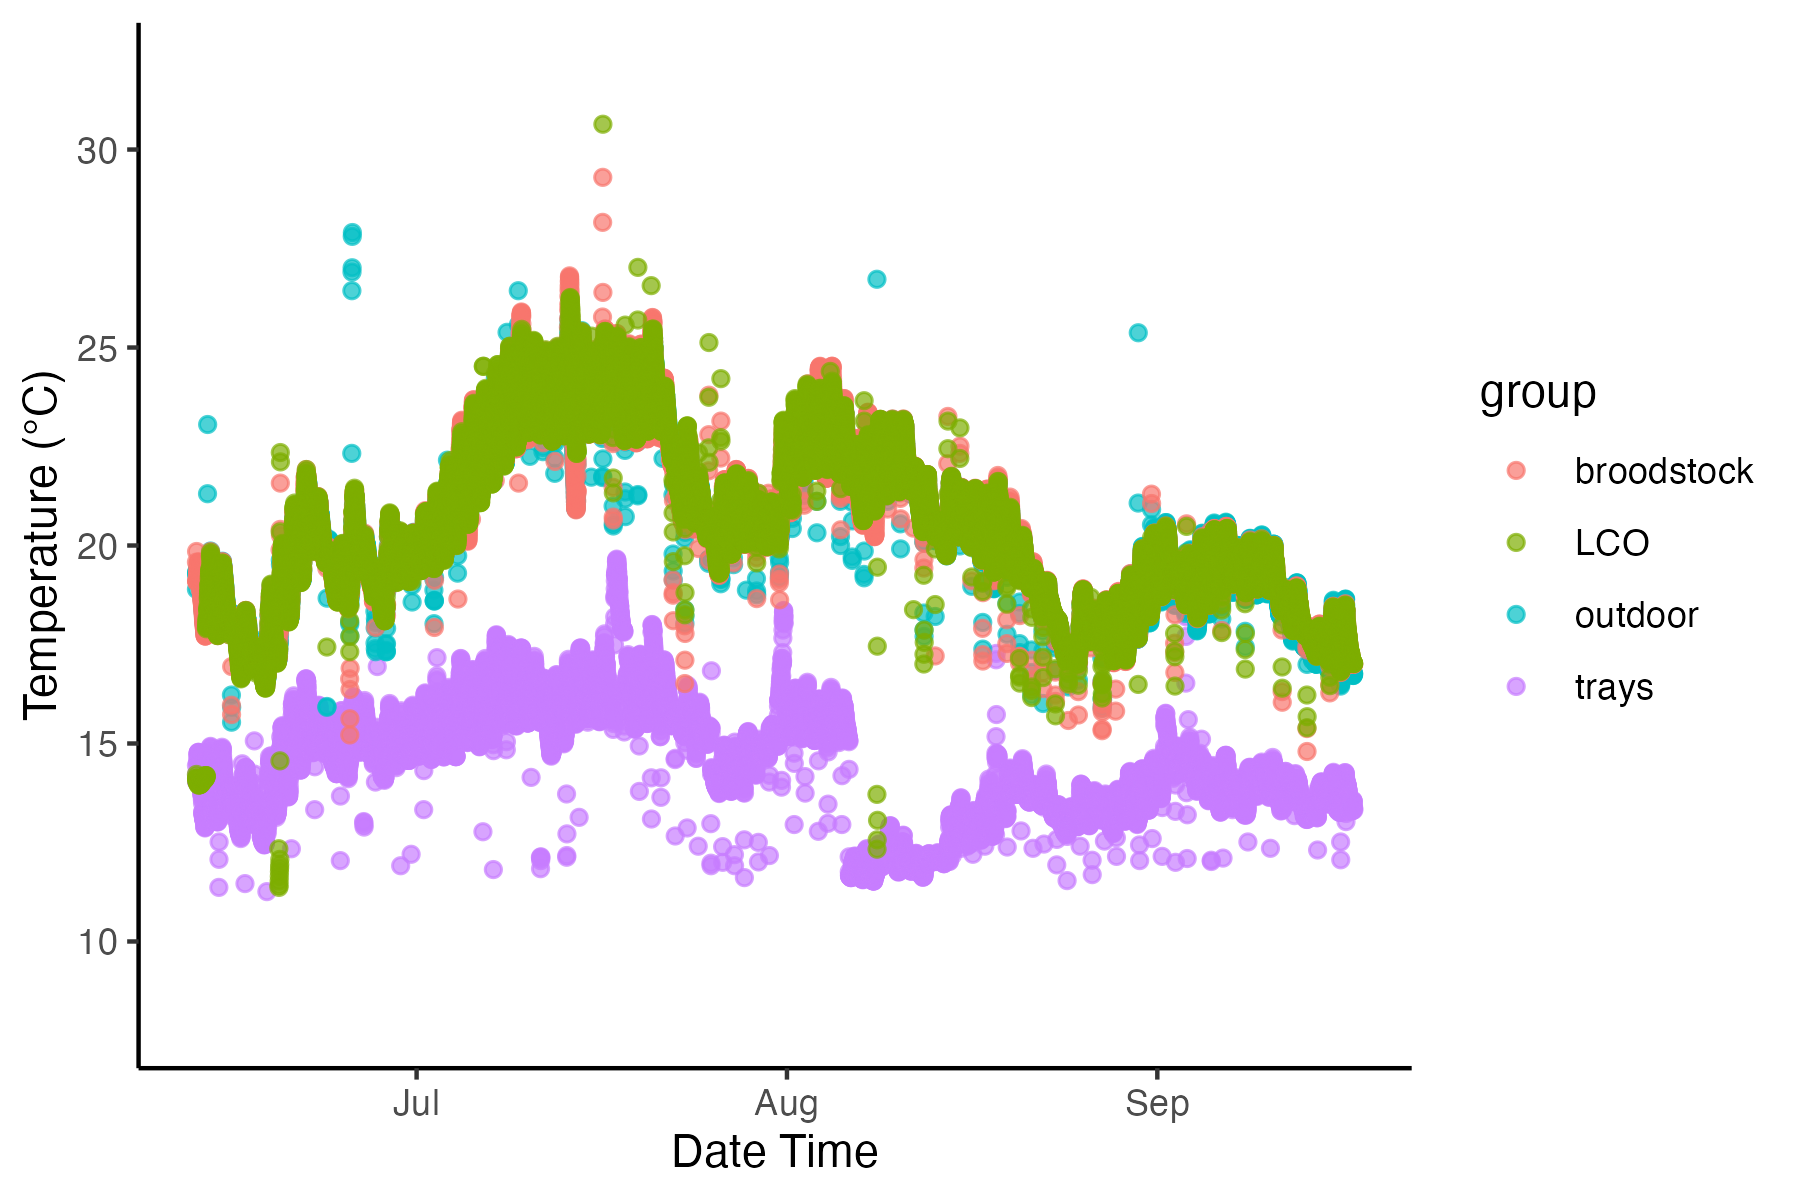 30
25
20
15
10
Temperature (°C)
Jul
Aug
Sep
Date Time
group
broodstock
LCO
outdoor
trays